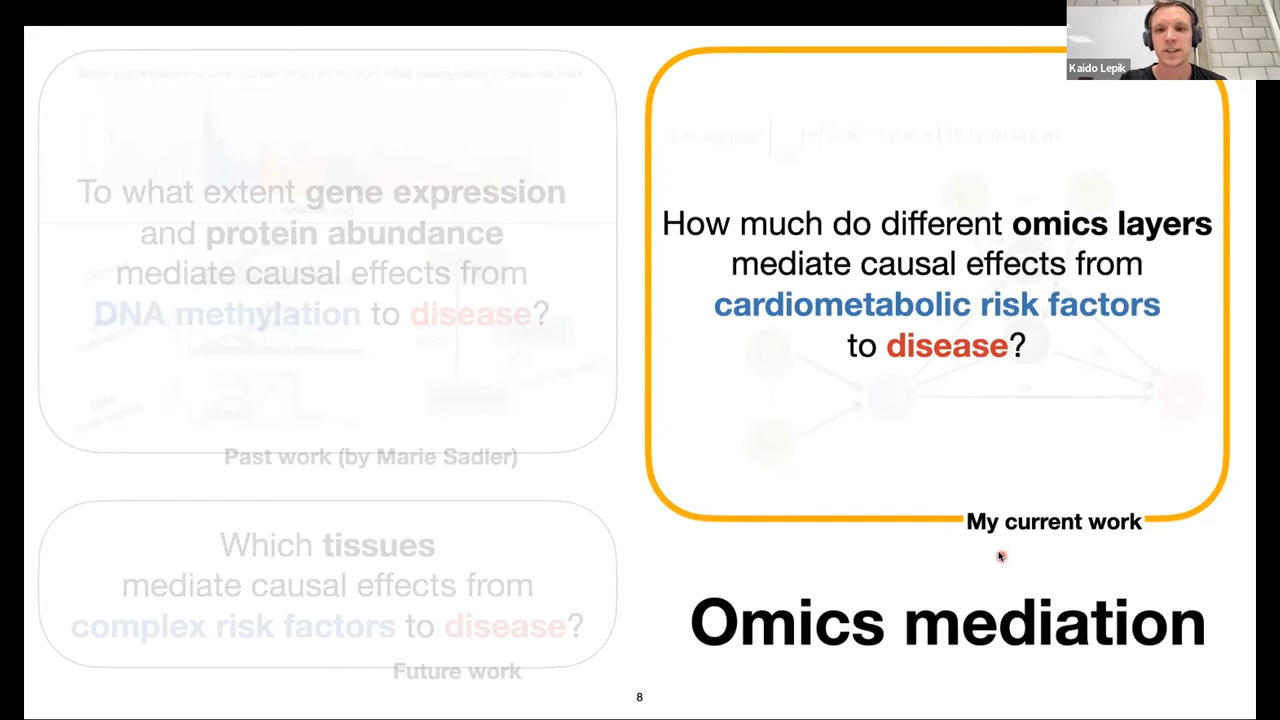 Kaido Lepik
To what extent gene expression
and protein abundance
mediate causal effects from
DNA methylation to disease?
Past work (by Marie Sadler)
How much do different omics layers
mediate causal effects from
cardiometabolic risk factors
to disease?
My current work
Which tissues
mediate causal effects from
complex risk factors to disease?
Future work
Omics mediation
8